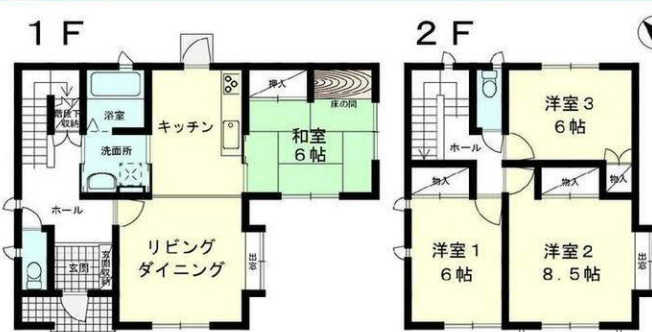 1F
2F
階段下
収納
浴室
洗面所
キッチン
押入
床の間
和室
6帖
ホール
玄関
玄関収納
リビング
ダイニング
出窓
ホール
洋室3
6帖
物入
物入
物入
洋室1
6帖
洋室2
8.5帖
出窓